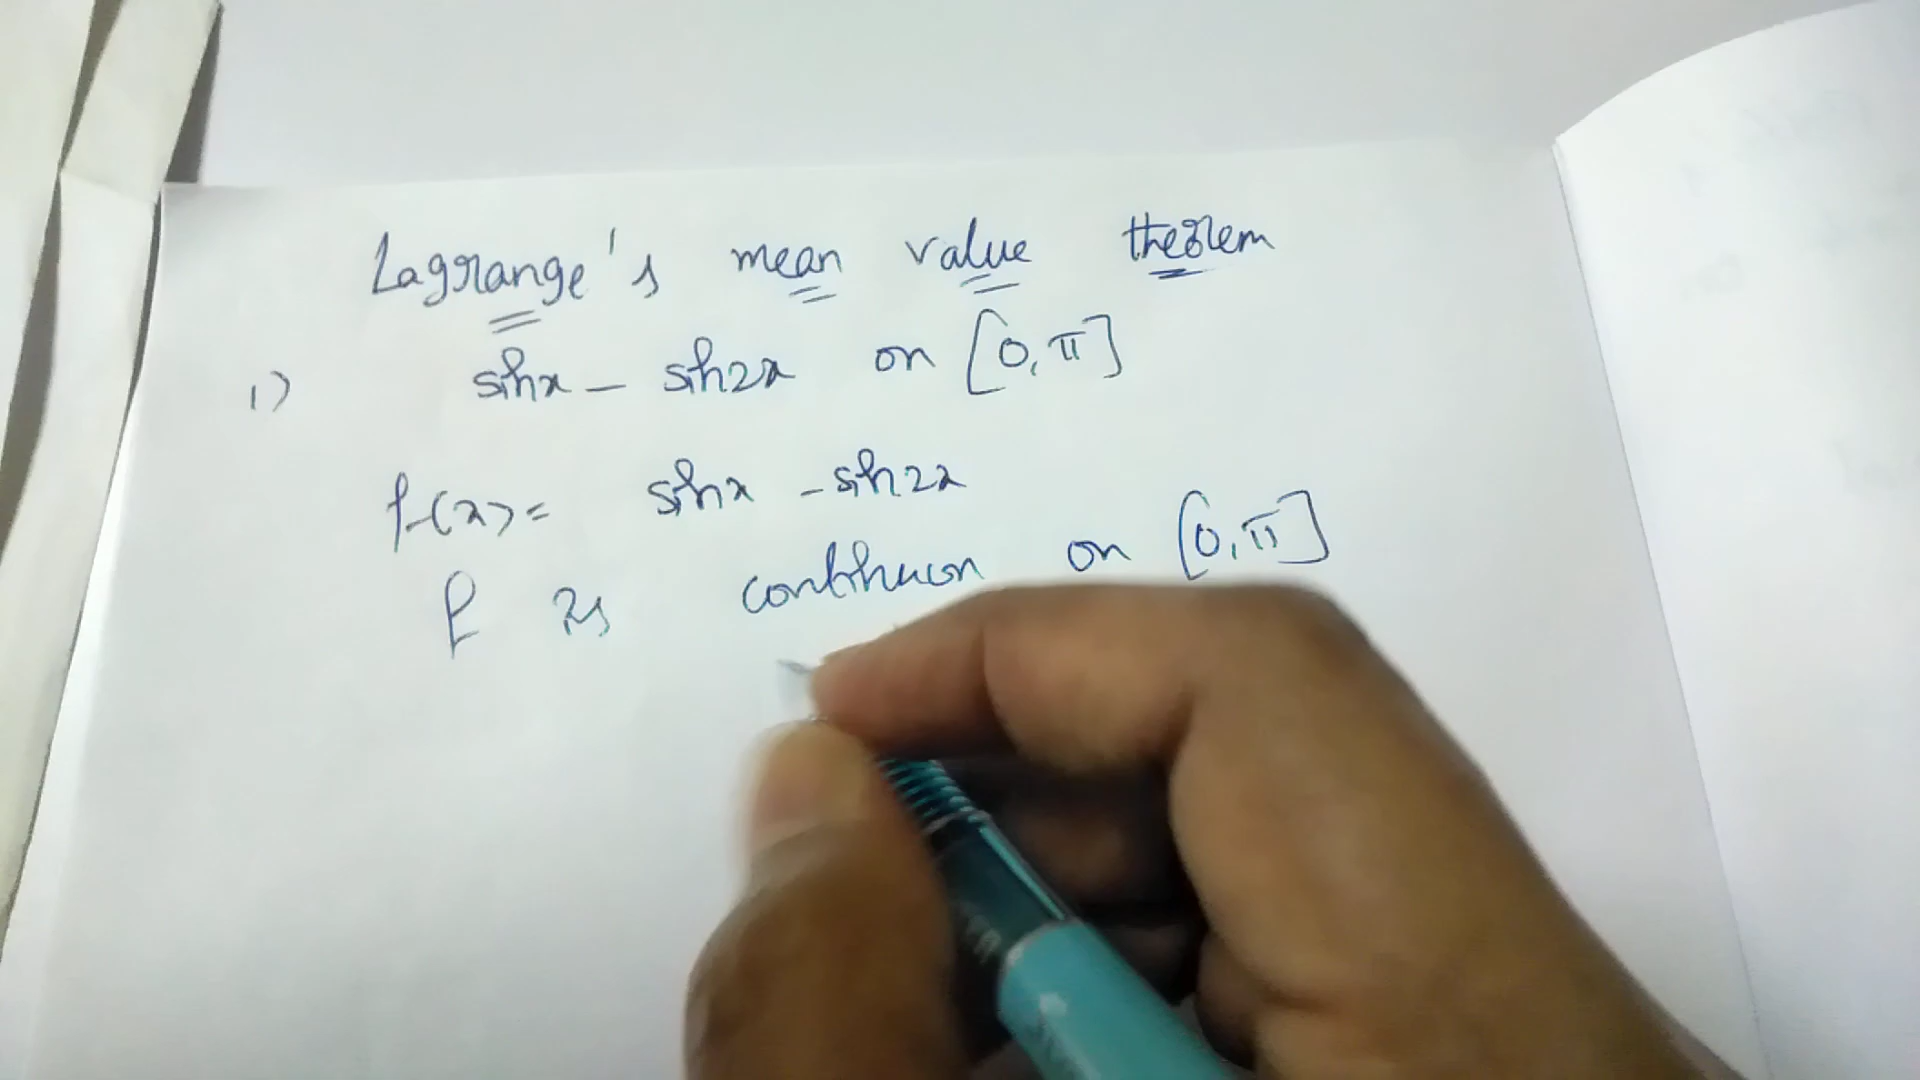 Lagrange's mean value theorem
1) sinx - sin2x on [0, π]
f(x) = sinx - sin2x
f is continuous on [0, π]